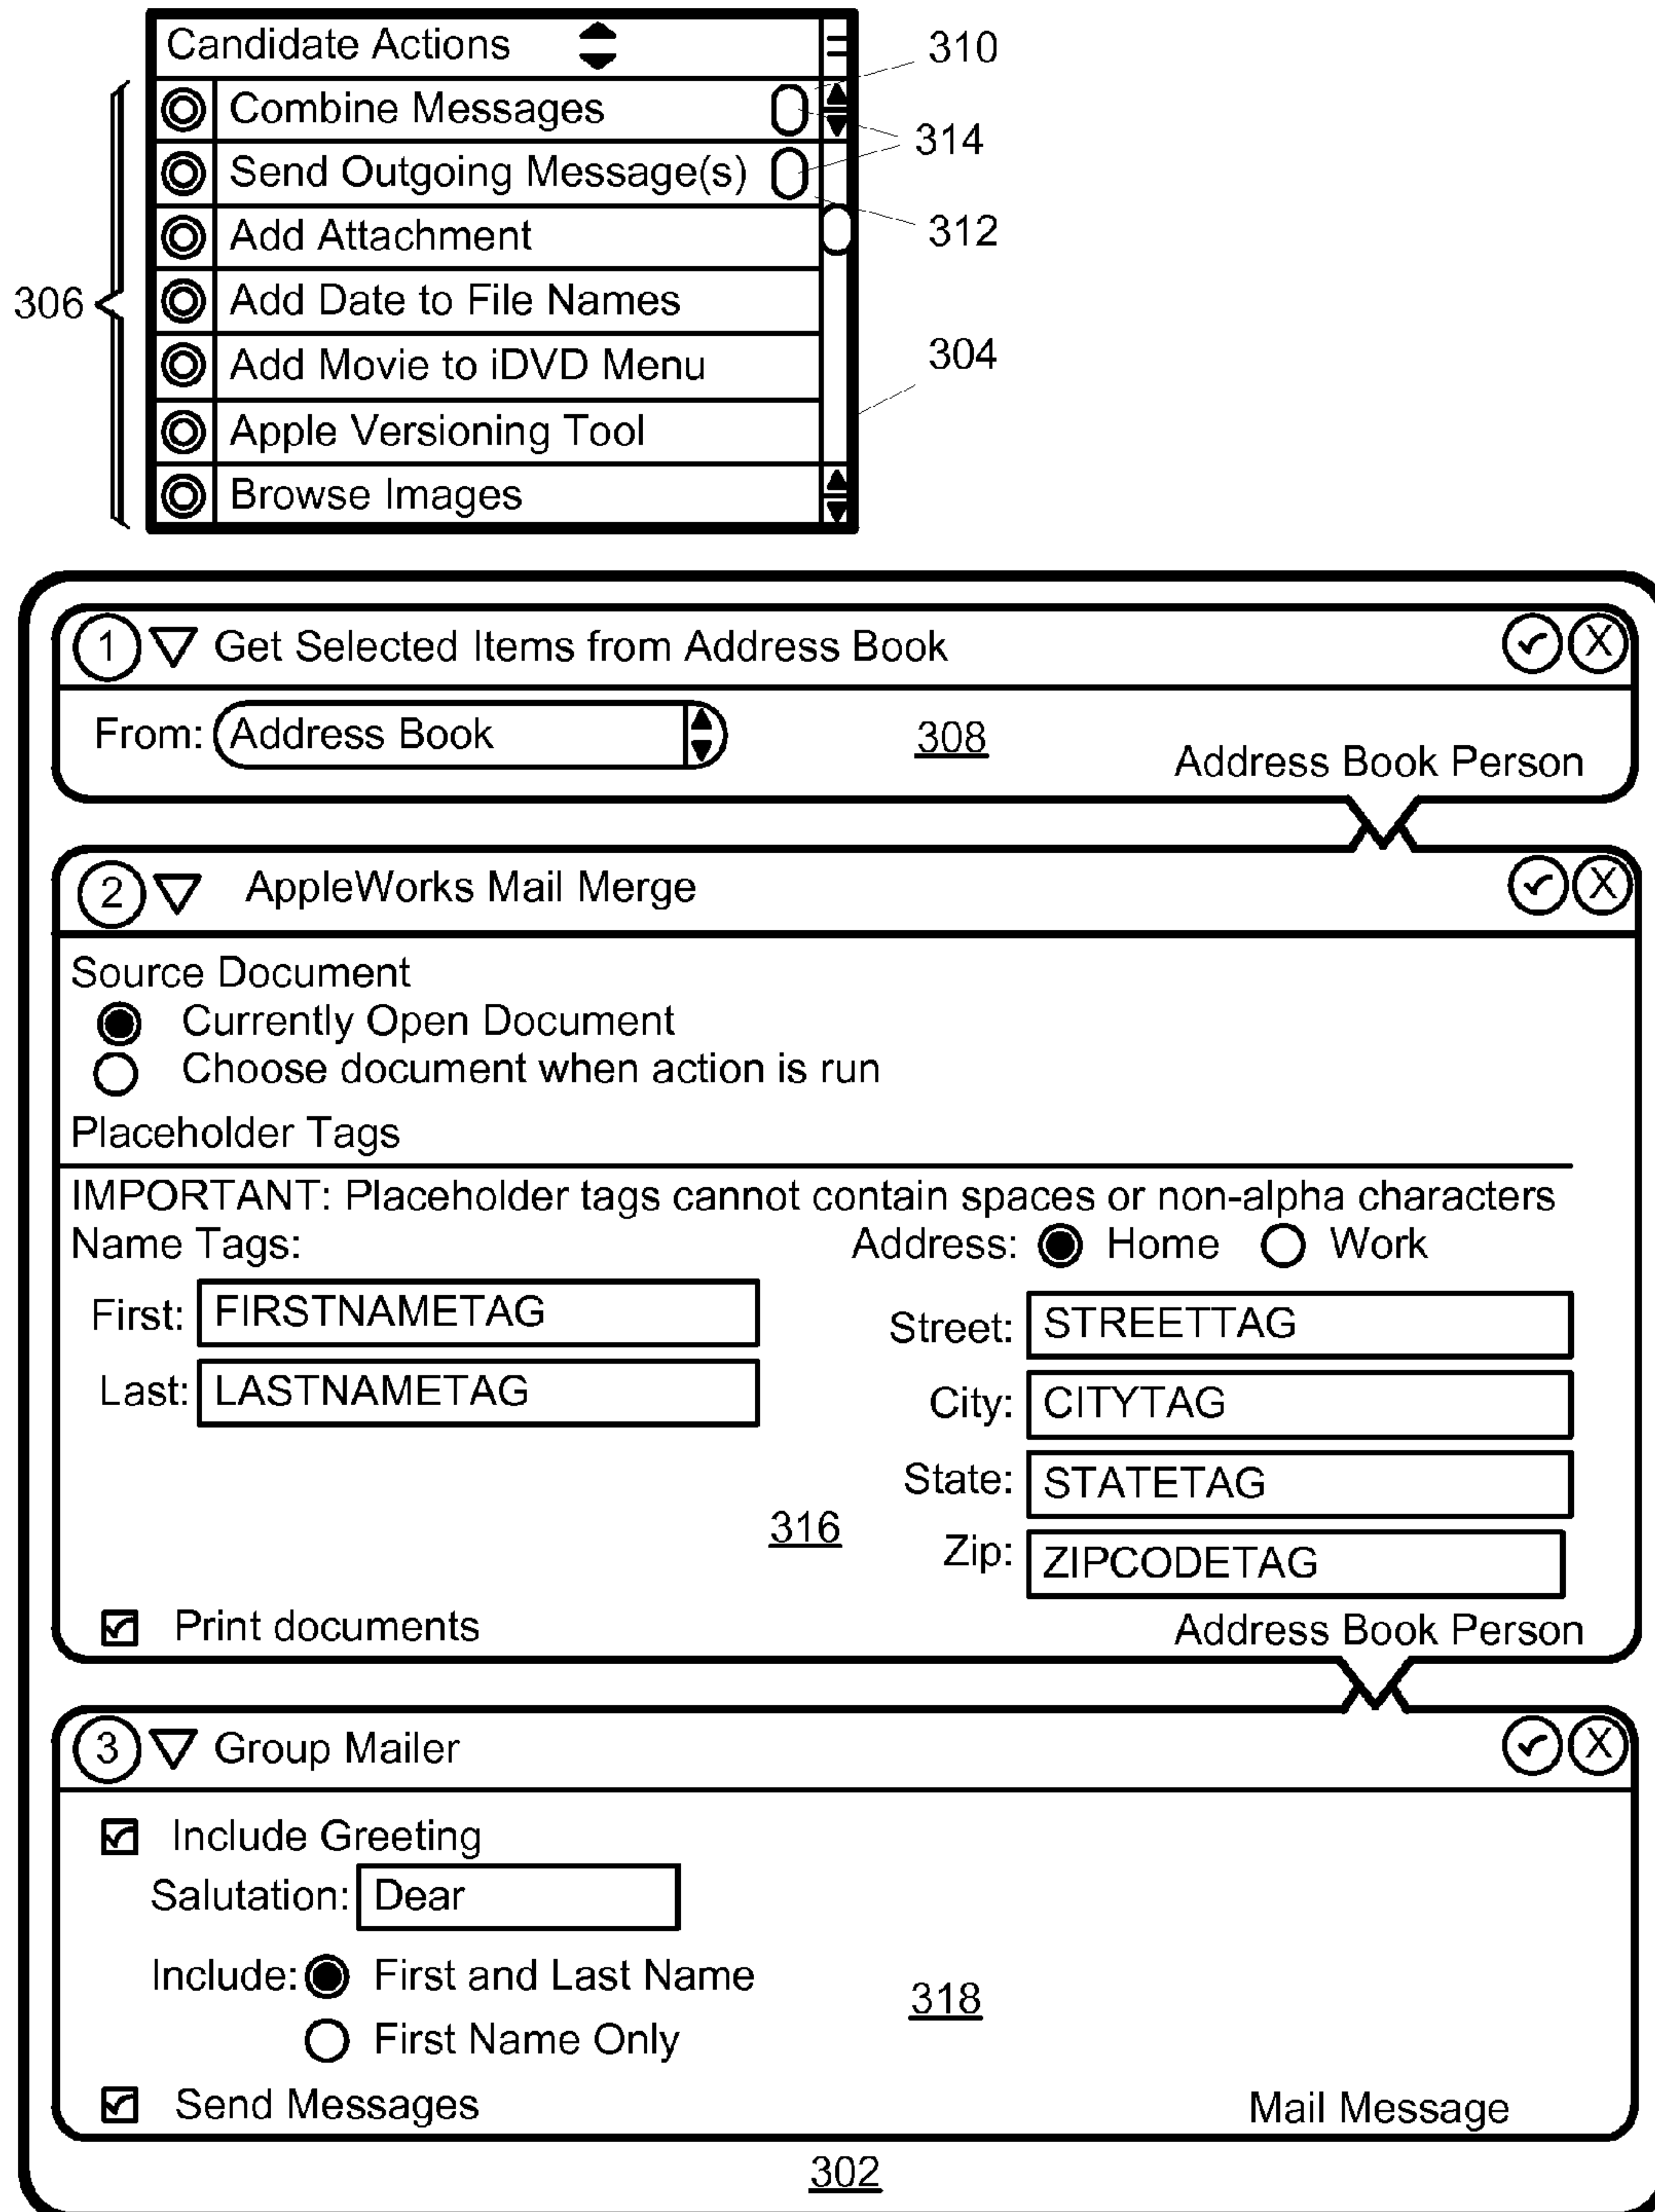 Candidate Actions
310
Combine Messages
314
Send Outgoing Message(s)
312
Add Attachment
306
Add Date to File Names
304
Add Movie to iDVD Menu
Apple Versioning Tool
Browse Images
1 Get Selected Items from Address Book X
From: Address Book
308
Address Book Person
2 AppleWorks Mail Merge X
Source Document
Currently Open Document
Choose document when action is run
Placeholder Tags
IMPORTANT: Placeholder tags cannot contain spaces or non-alpha characters
Name Tags:
Address: Home Work
First: FIRSTNAMETAG
Street: STREETTAG
Last: LASTNAMETAG
City: CITYTAG
State: STATETAG
316
Zip: ZIPCODETAG
Print documents
Address Book Person
3 Group Mailer X
Include Greeting
Salutation: Dear
Include: First and Last Name
318
First Name Only
Send Messages
Mail Message
302